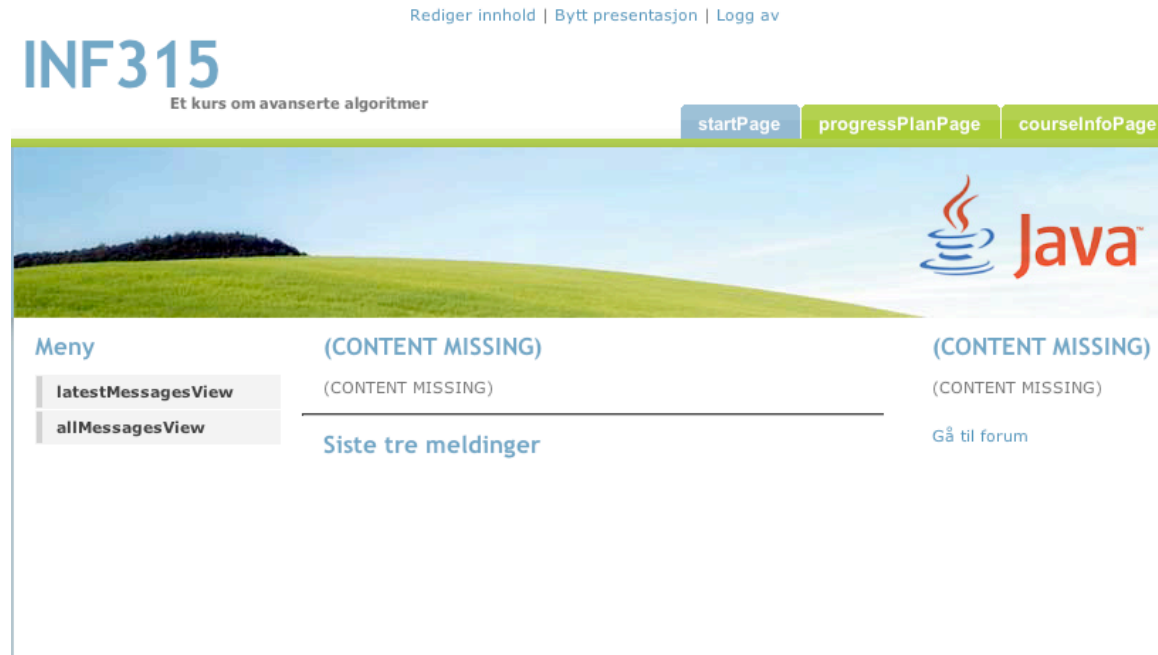 Rediger innhold | Bytt presentasjon | Logg av
INF315
Et kurs om avanserte algoritmer
startPage progressPlanPage courseInfoPage
Java™
Meny
latestMessagesView
allMessagesView
(CONTENT MISSING)
(CONTENT MISSING)
Siste tre meldinger
(CONTENT MISSING)
(CONTENT MISSING)
Gå til forum